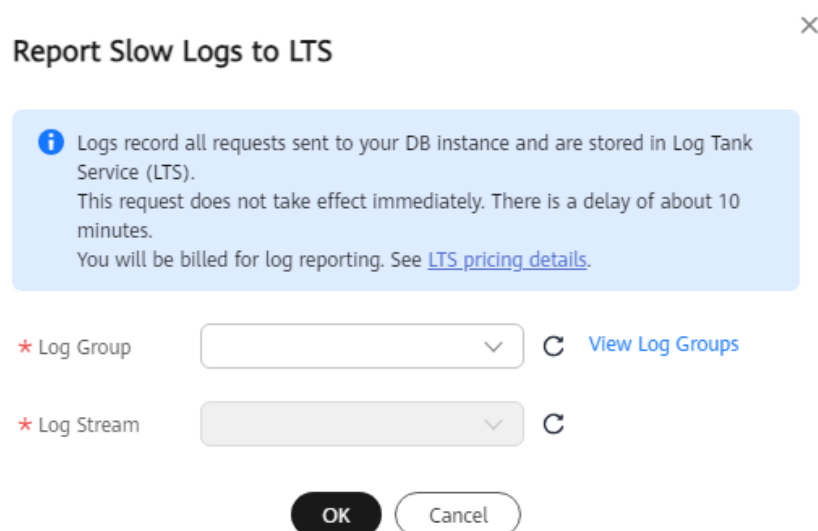 Report Slow Logs to LTS
Logs record all requests sent to your DB instance and are stored in Log Tank
Service (LTS).
This request does not take effect immediately. There is a delay of about 10
minutes.
You will be billed for log reporting. See LTS pricing details.
* Log Group
View Log Groups
* Log Stream
OK
Cancel